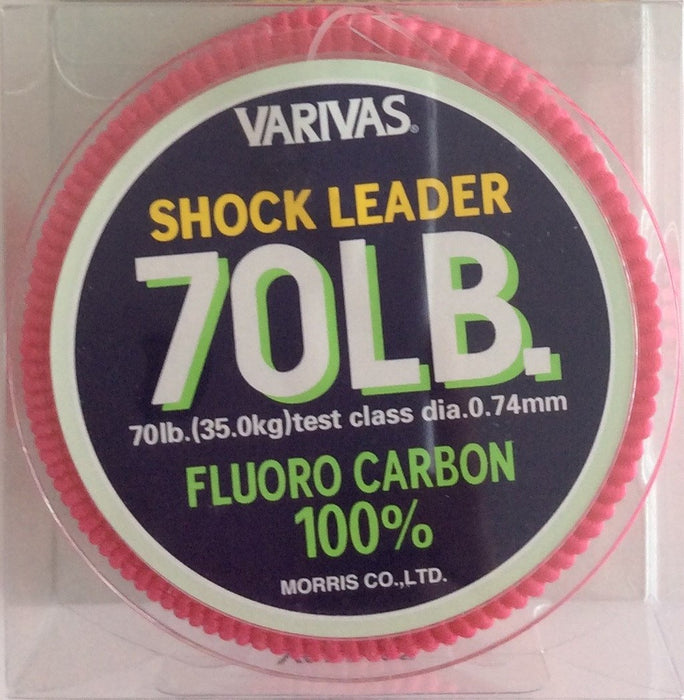 VARIVAS®
SHOCK LEADER
70LB.
70lb.(35.0kg)test class dia.0.74mm
FLUORO CARBON
100%
MORRIS CO.,LTD.